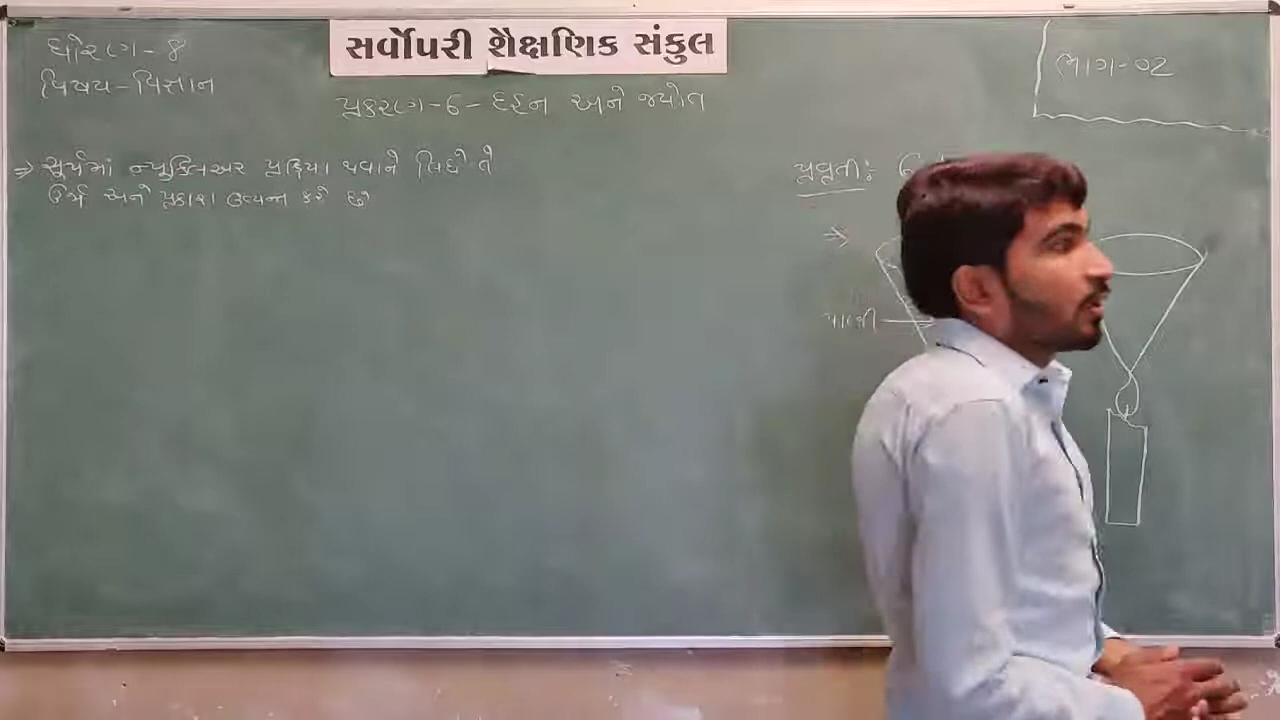 સર્વોપરી શૈક્ષણિક સંકુલ
ધોરણ-8
વિષય-વિજ્ઞાન
પ્રકરણ-6-દહન અને જ્યોત
ભાગ-02
⇒ સૂર્યમાં ન્યુક્લિઅર પ્રક્રિયા થવાને લિધે તે
અને પ્રકાશ ઉત્પન્ન કરે છે
પ્રવૃતી:
⇒
પાણી